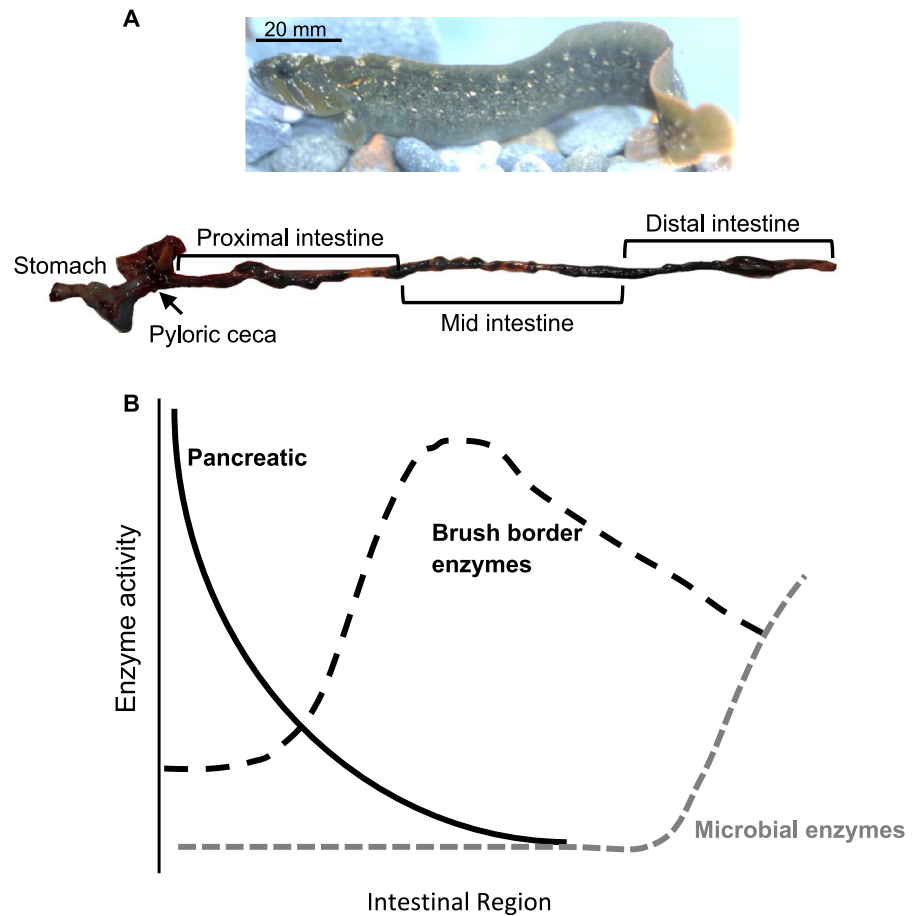 A
20 mm
Proximal intestine
Distal intestine
Stomach
Pyloric ceca
Mid intestine
B
Pancreatic
Brush border
enzymes
Enzyme activity
Microbial enzymes
Intestinal Region